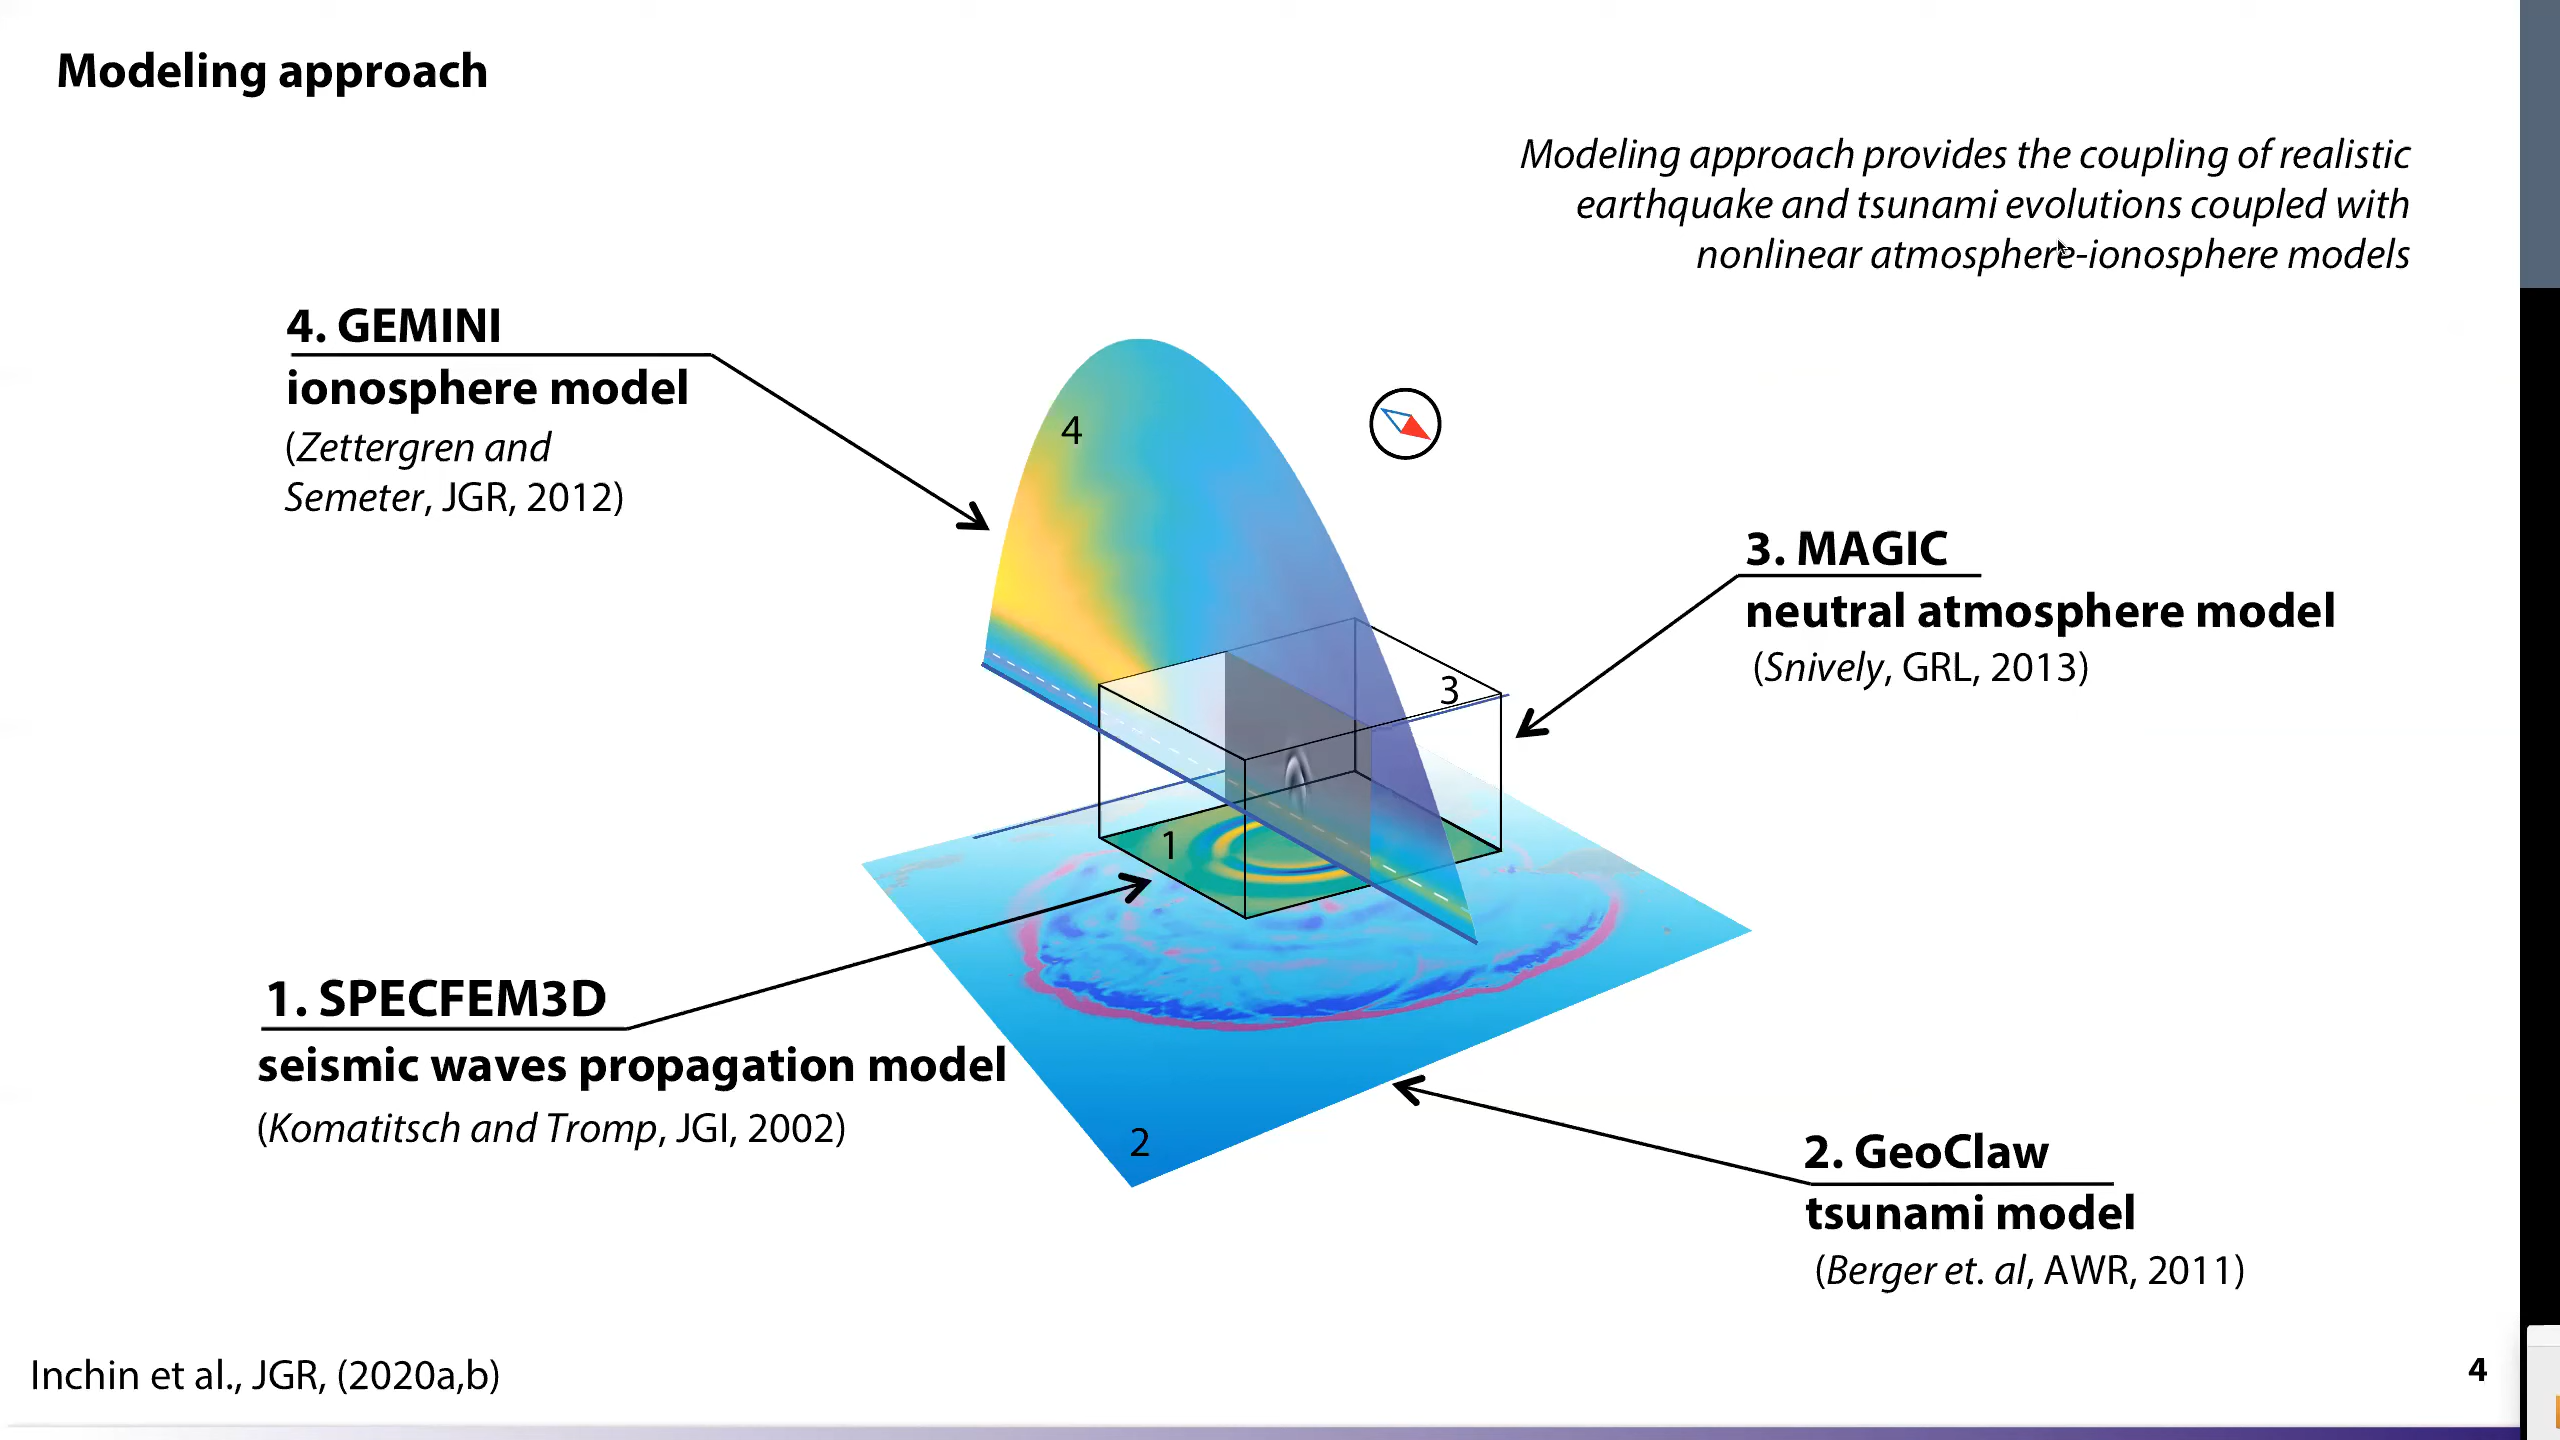 Modeling approach
Modeling approach provides the coupling of realistic
earthquake and tsunami evolutions coupled with
nonlinear atmosphere-ionosphere models
4. GEMINI
ionosphere model
(Zettergren and
Semeter, JGR, 2012)
4
3. MAGIC
neutral atmosphere model
(Snively, GRL, 2013)
3
1
1. SPECFEM3D
seismic waves propagation model
(Komatitsch and Tromp, JGI, 2002)
2
2. GeoClaw
tsunami model
(Berger et. al, AWR, 2011)
Inchin et al., JGR, (2020a,b)
4